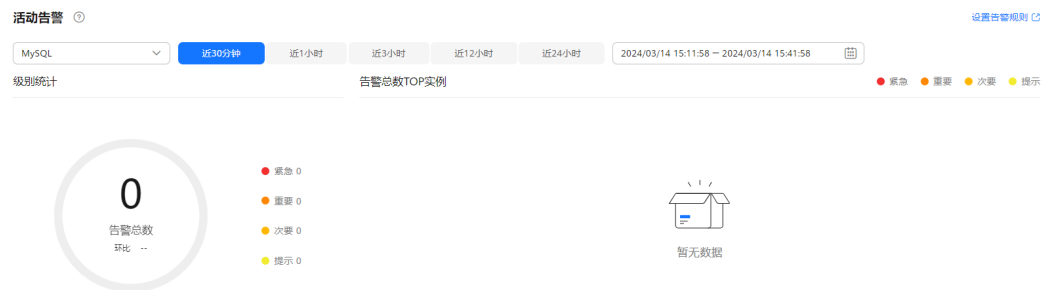 活动告警
设置告警规则
MySQL 近30分钟 近1小时 近3小时 近12小时 近24小时 2024/03/14 15:11:58 — 2024/03/14 15:41:58
级别统计 告警总数TOP实例 紧急 重要 次要 提示
0
告警总数
环比 --
紧急 0
重要 0
次要 0
提示 0
暂无数据